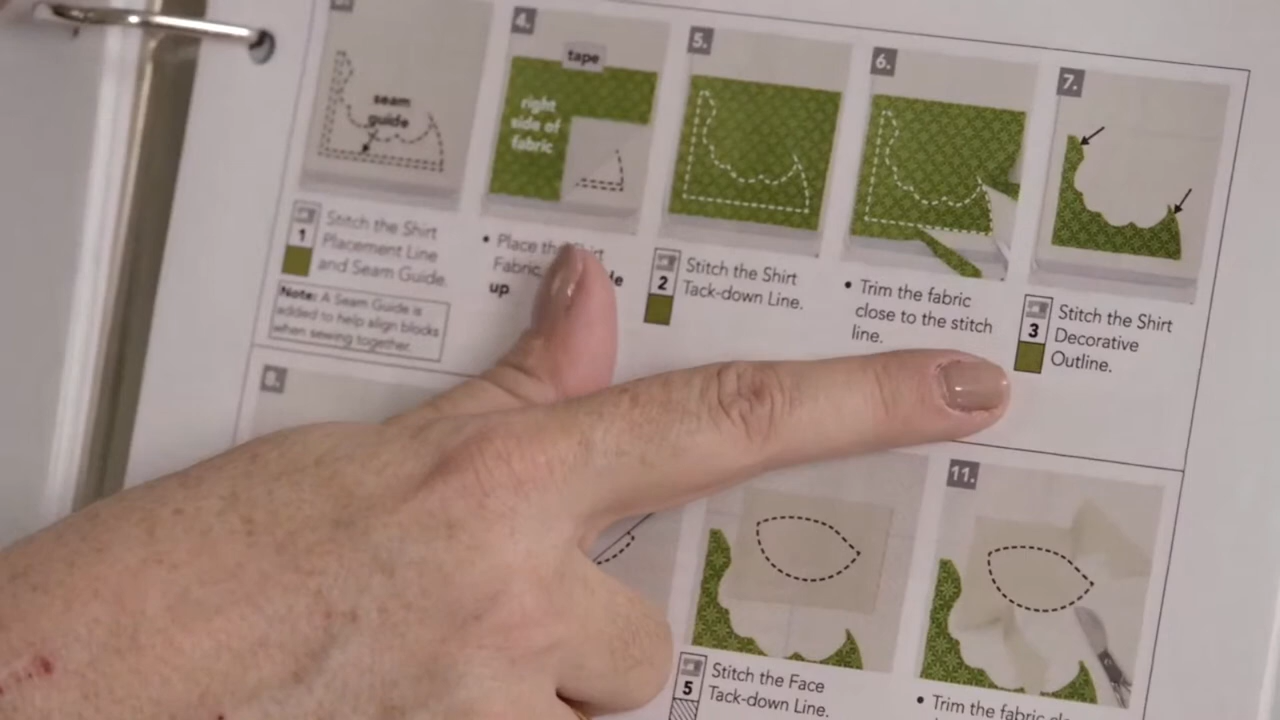 4.
tape
right
side of
fabric
seam
guide
5.
6.
7.
1
Stitch the Shirt
Placement Line
and Seam Guide.
Note: A Seam Guide is
added to help align blocks
when sewing together.
• Place the
Fabric,
up
2
Stitch the Shirt
Tack-down Line.
• Trim the fabric
close to the stitch
line.
3
Stitch the Shirt
Decorative
Outline.
8.
11.
5
Stitch the Face
Tack-down Line.
• Trim the fabric